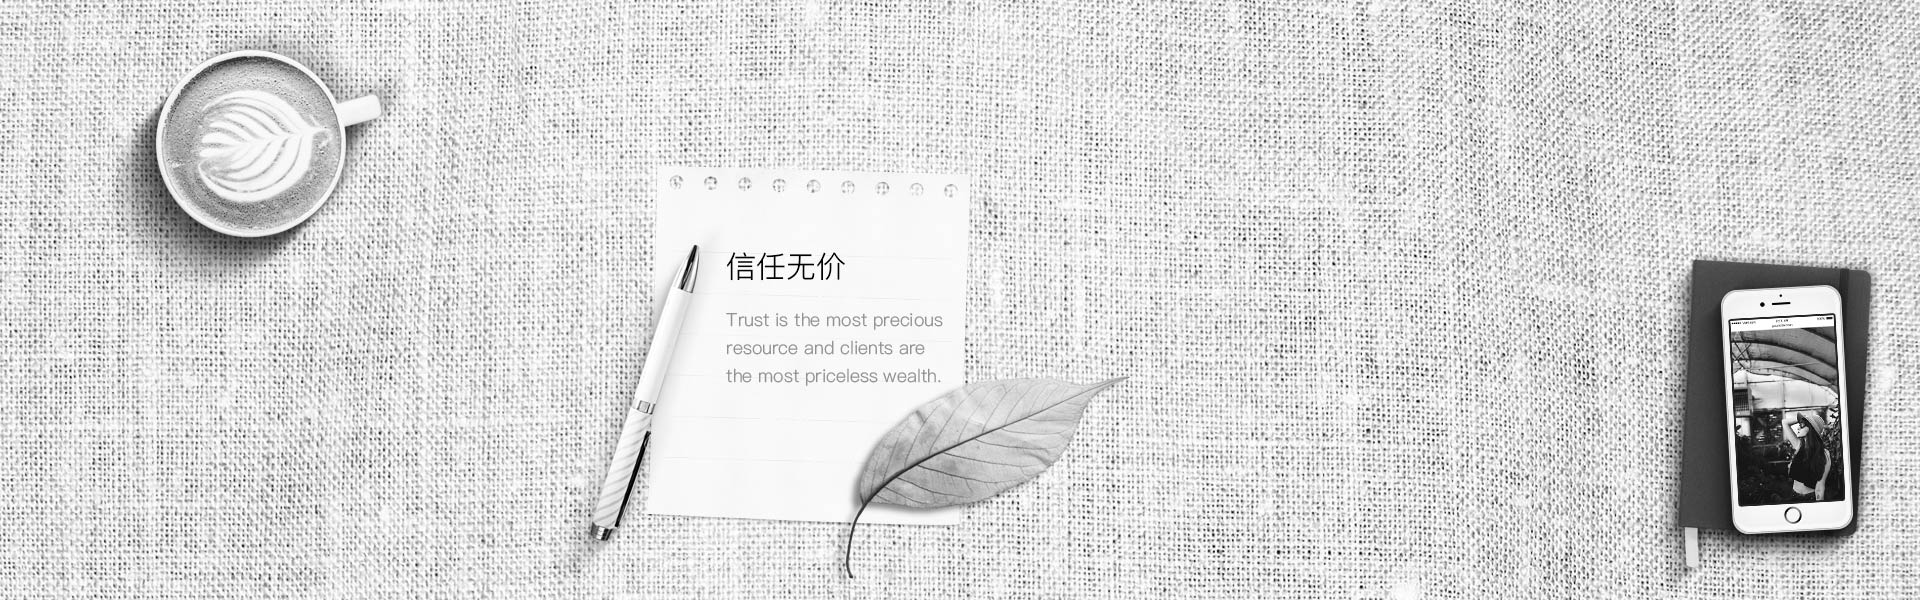 信任无价
Trust is the most precious
resource and clients are
the most priceless wealth.